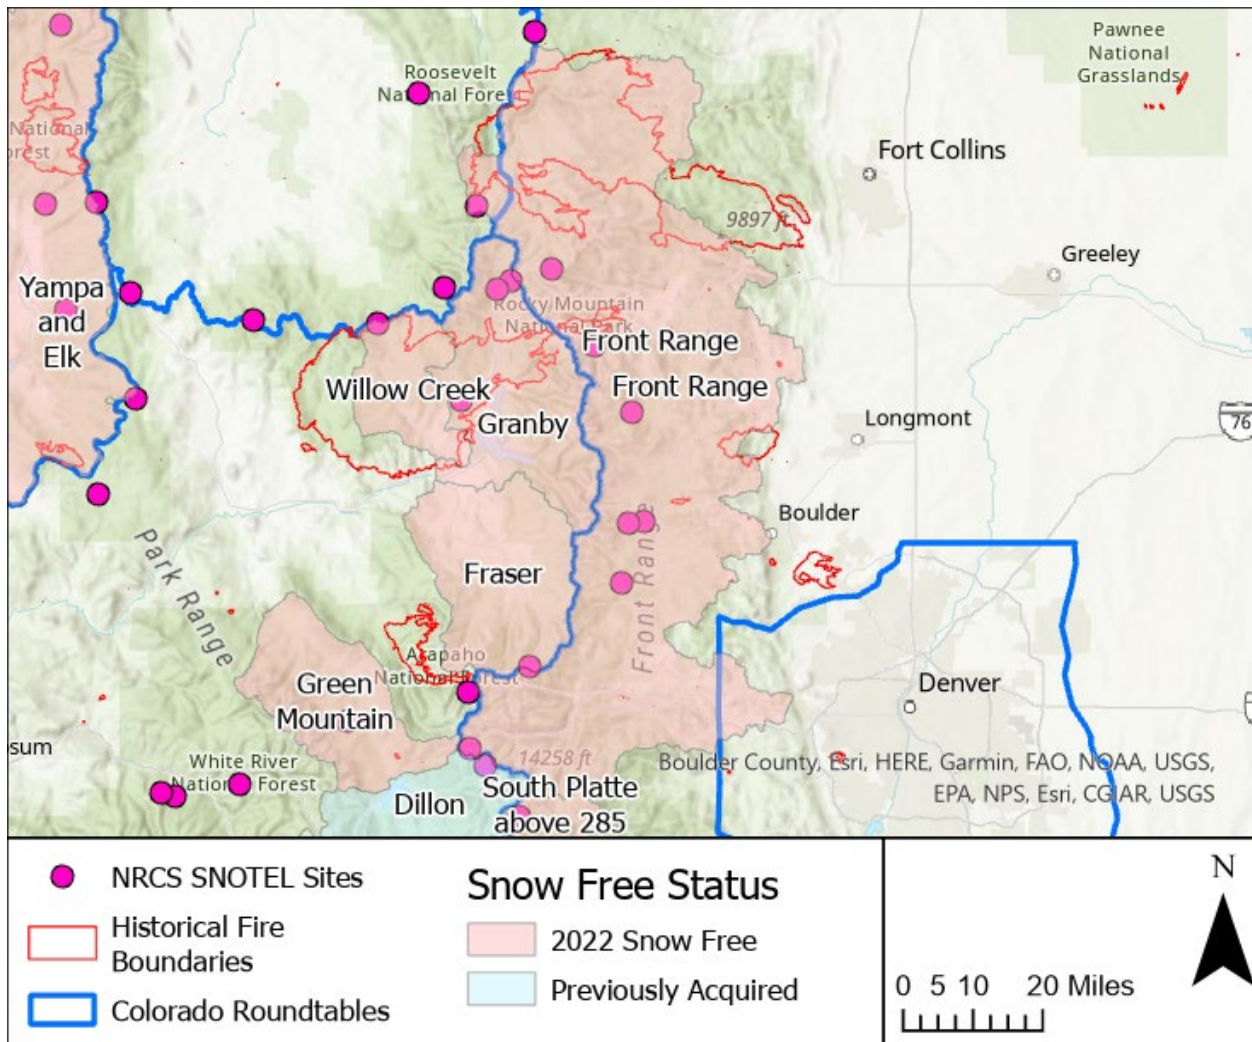 Pawnee
National
Grasslands
Roosevelt
National Forest
National
Forest
Fort Collins
9897 ft
Greeley
Yampa
and
Elk
Rocky Mountain
National Park
Front Range
Willow Creek
Front Range
Granby
Longmont
76
Boulder
Park Range
Fraser
Front Range
Arapaho
National Forest
Green
Mountain
Denver
sum
White River
National Forest
14258 ft
Dillon
South Platte
above 285
Boulder County, Esri, HERE, Garmin, FAO, NOAA, USGS,
EPA, NPS, Esri, CGIAR, USGS
NRCS SNOTEL Sites
Historical Fire
Boundaries
Colorado Roundtables
Snow Free Status
2022 Snow Free
Previously Acquired
N
0 5 10 20 Miles